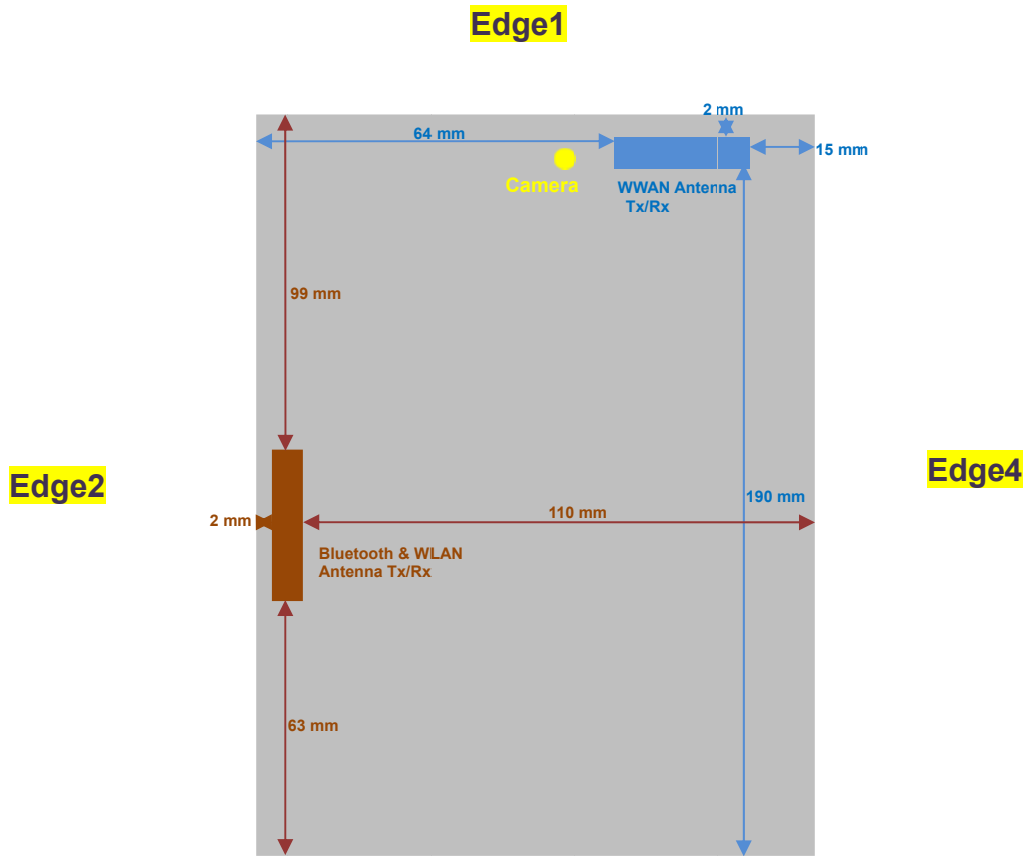 Edge1
2 mm
64 mm
15 mm
Camera
WWAN Antenna
Tx/Rx
99 mm
Edge4
Edge2
190 mm
110 mm
2 mm
Bluetooth & WLAN
Antenna Tx/Rx
63 mm